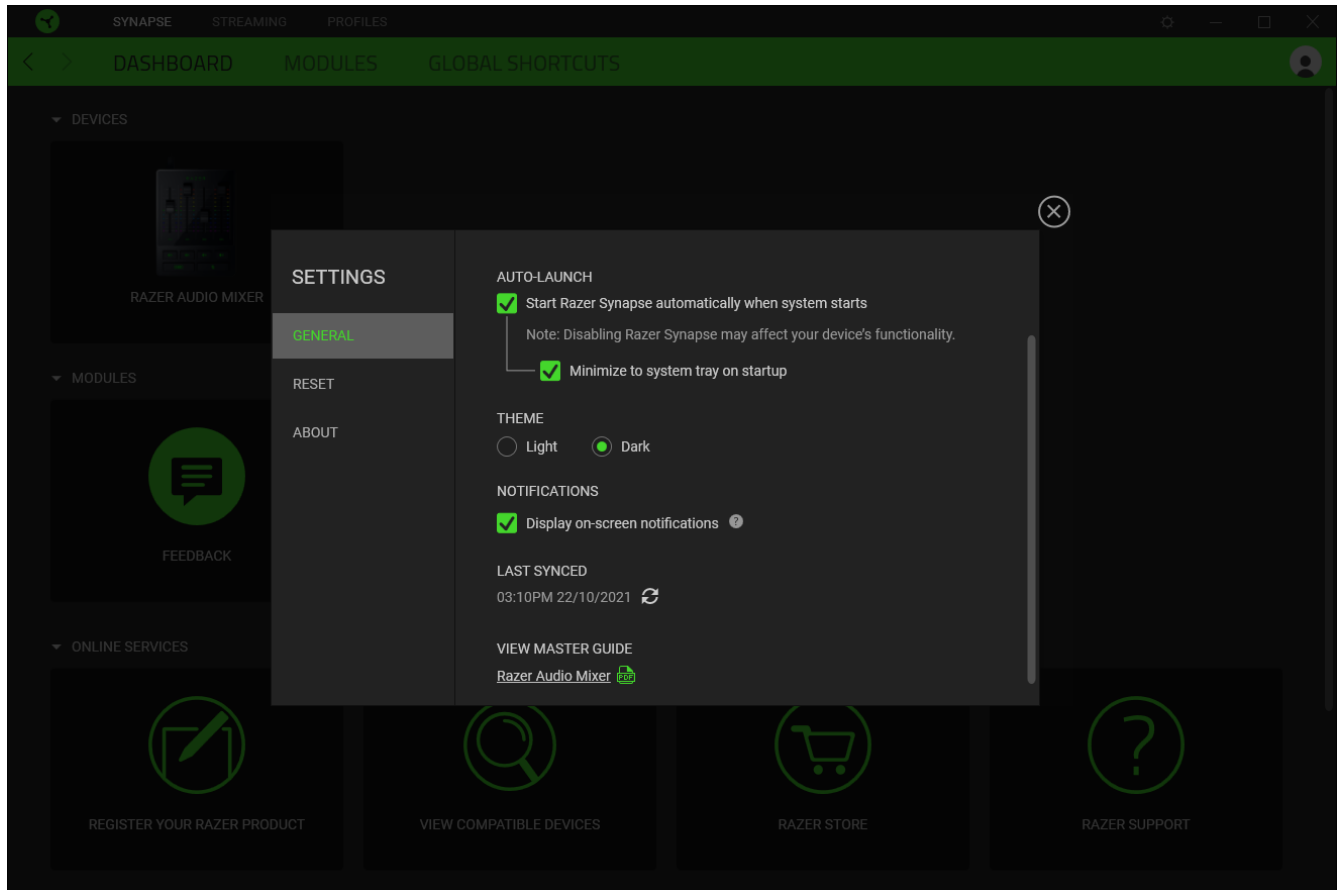 SYNAPSE STREAMING PROFILES
DASHBOARD MODULES GLOBAL SHORTCUTS
DEVICES
RAZER AUDIO MIXER
SETTINGS
GENERAL
RESET
ABOUT
AUTO-LAUNCH
Start Razer Synapse automatically when system starts
Note: Disabling Razer Synapse may affect your device’s functionality.
Minimize to system tray on startup
THEME
Light Dark
NOTIFICATIONS
Display on-screen notifications ?
LAST SYNCED
03:10PM 22/10/2021
VIEW MASTER GUIDE
Razer Audio Mixer PDF
MODULES
FEEDBACK
ONLINE SERVICES
REGISTER YOUR RAZER PRODUCT
VIEW COMPATIBLE DEVICES
RAZER STORE
RAZER SUPPORT